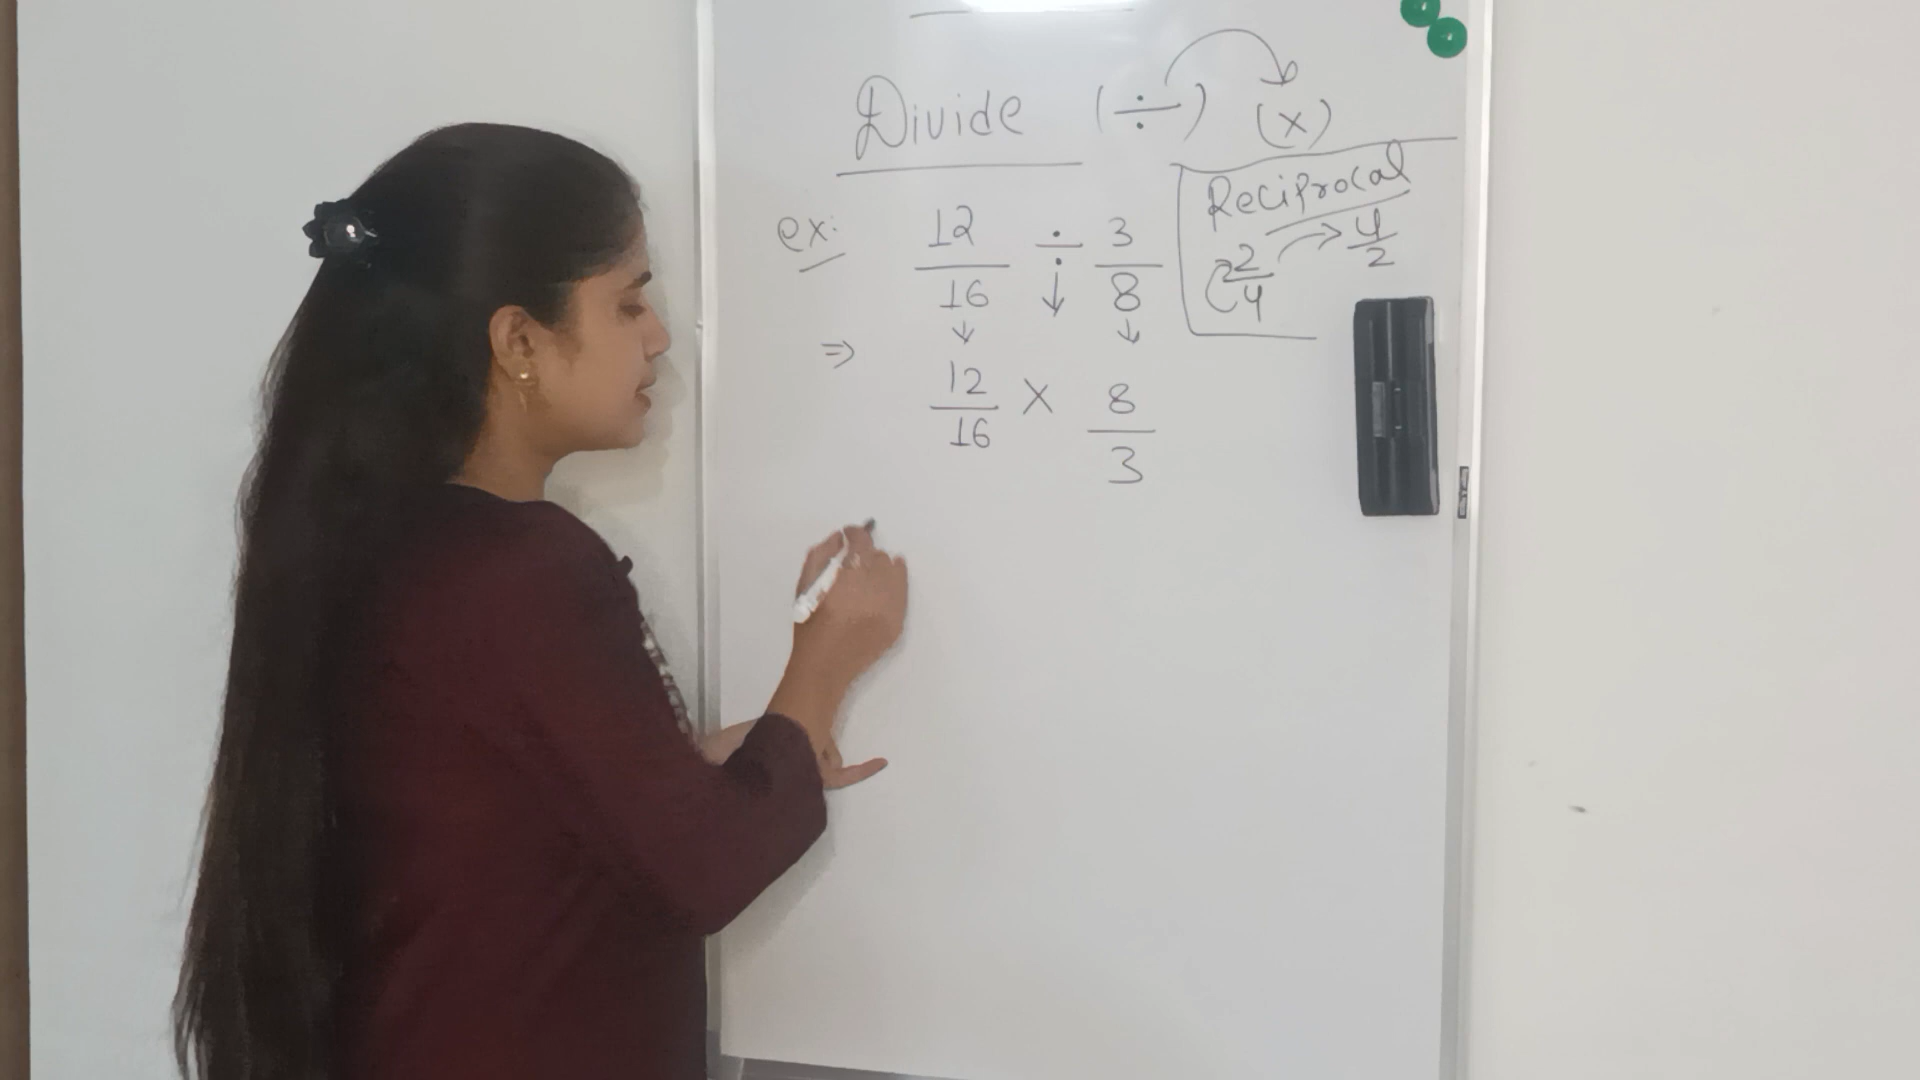 Divide (÷) (×)
Reciprocal
2/4 → 4/2
ex: 12/16 ÷ 3/8
⇒ 12/16 × 8/3